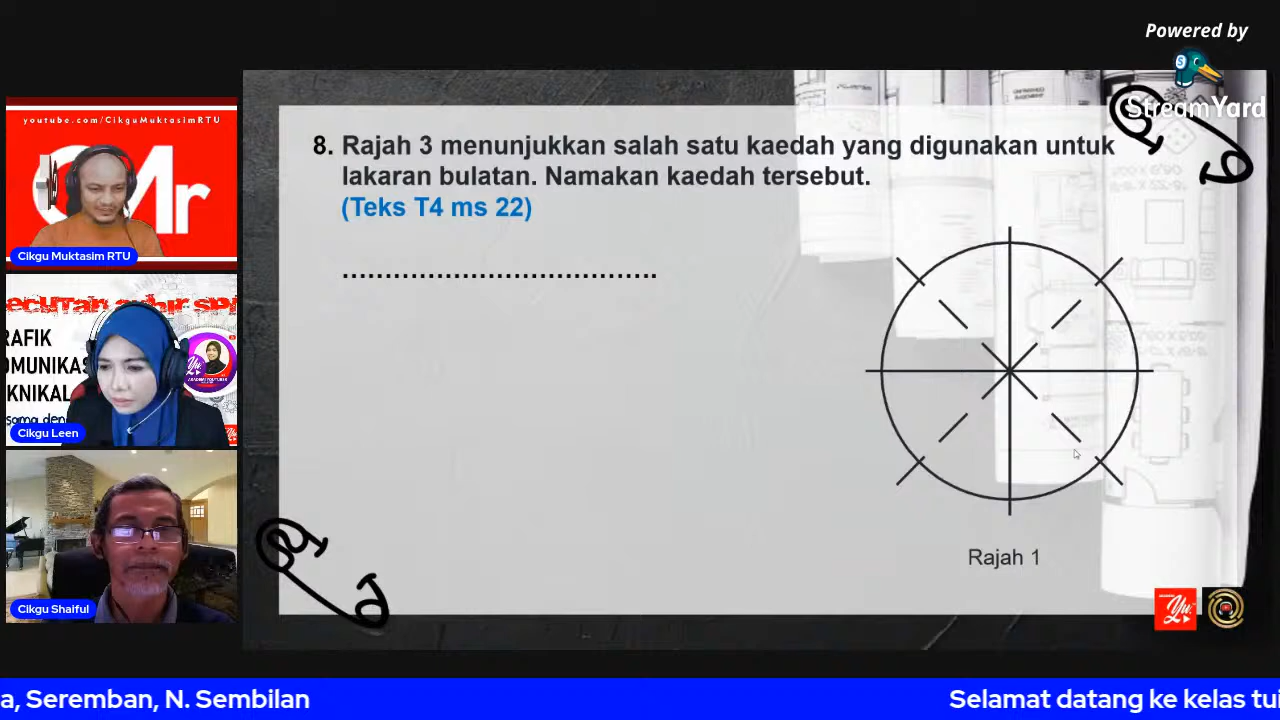 Powered by
StreamYard
youtube.com/CikguMuktasimRTU
Cikgu Muktasim RTU
RAFIK
OMUNIKAS
KNIKAL
Cikgu Leen
Cikgu Shaiful
8. Rajah 3 menunjukkan salah satu kaedah yang digunakan untuk
lakaran bulatan. Namakan kaedah tersebut.
(Teks T4 ms 22)
.....................................
Rajah 1
a, Seremban, N. Sembilan
Selamat datang ke kelas tui